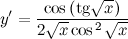 y′ = cos(tg√x) / (2√x cos² √x)